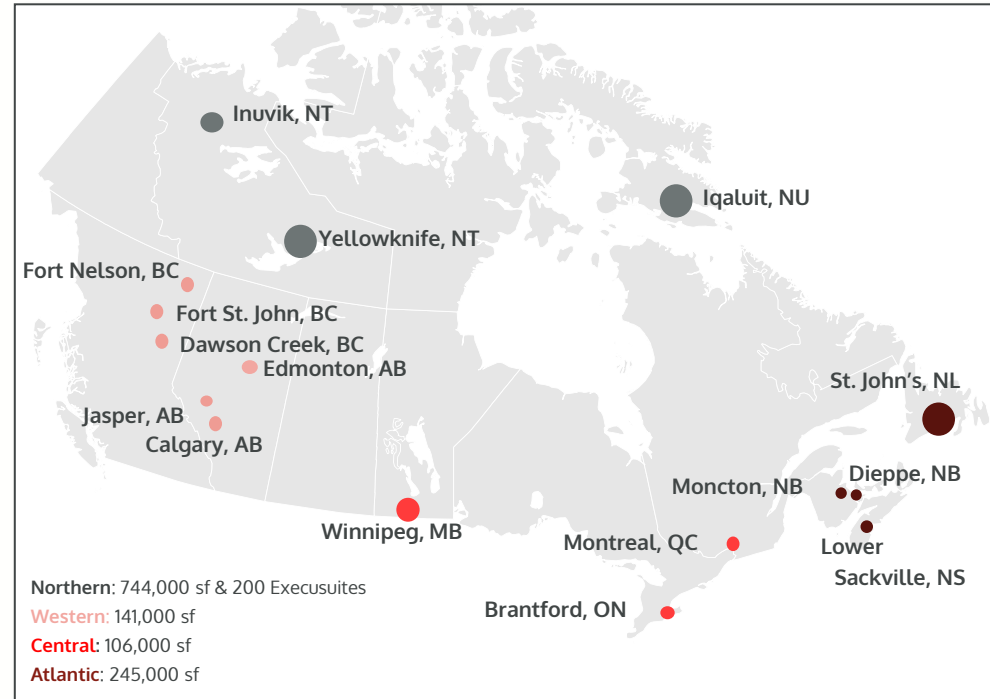 Inuvik, NT
Iqaluit, NU
Yellowknife, NT
Fort Nelson, BC
Fort St. John, BC
Dawson Creek, BC
Edmonton, AB
St. John’s, NL
Jasper, AB
Calgary, AB
Dieppe, NB
Moncton, NB
Winnipeg, MB
Montreal, QC
Lower
Sackville, NS
Brantford, ON
Northern: 744,000 sf & 200 Execusuites
Western: 141,000 sf
Central: 106,000 sf
Atlantic: 245,000 sf